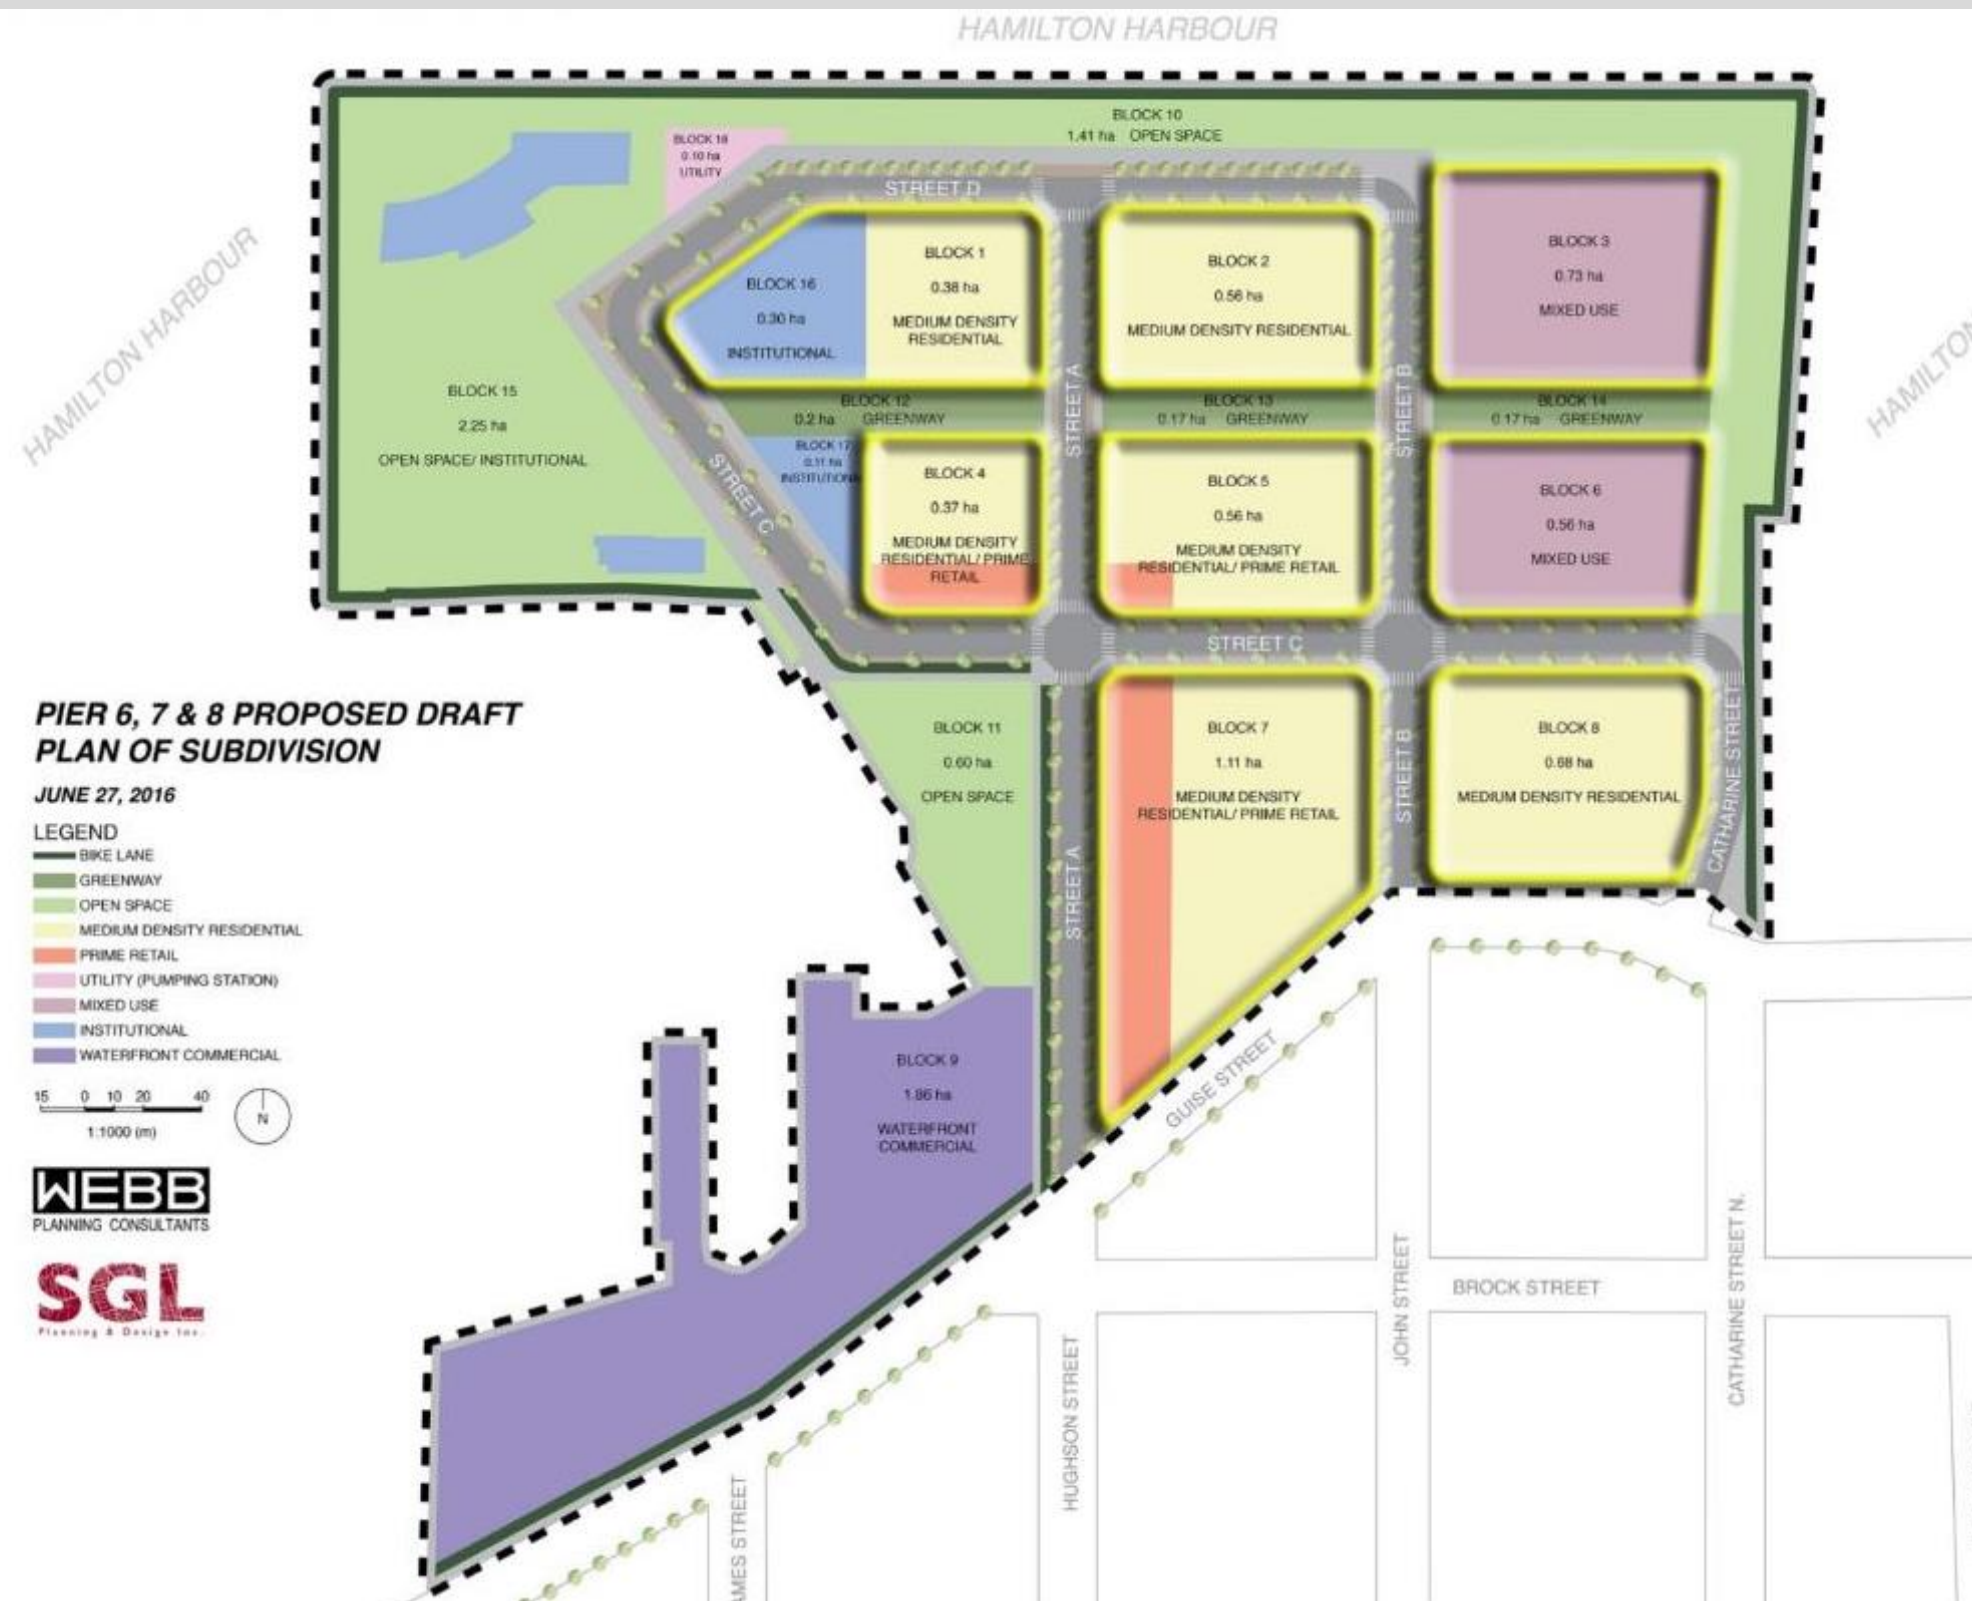 HAMILTON HARBOUR
HAMILTON HARBOUR
BLOCK 10
1.41 ha OPEN SPACE
BLOCK 18
0.10 ha
UTILITY
STREET D
BLOCK 16
0.30 ha
INSTITUTIONAL
BLOCK 1
0.38 ha
MEDIUM DENSITY
RESIDENTIAL
BLOCK 2
0.56 ha
MEDIUM DENSITY RESIDENTIAL
BLOCK 3
0.73 ha
MIXED USE
HAMILTON
BLOCK 15
2.25 ha
OPEN SPACE/ INSTITUTIONAL
BLOCK 12
0.2 ha GREENWAY
STREET A
BLOCK 13
0.17 ha GREENWAY
STREET B
BLOCK 14
0.17 ha GREENWAY
BLOCK 17
0.11 ha
INSTITUTIONAL
STREET C
BLOCK 4
0.37 ha
MEDIUM DENSITY
RESIDENTIAL/ PRIME
RETAIL
BLOCK 5
0.56 ha
MEDIUM DENSITY
RESIDENTIAL/ PRIME RETAIL
BLOCK 6
0.56 ha
MIXED USE
STREET C
PIER 6, 7 & 8 PROPOSED DRAFT
PLAN OF SUBDIVISION
JUNE 27, 2016
LEGEND
BIKE LANE
GREENWAY
OPEN SPACE
MEDIUM DENSITY RESIDENTIAL
PRIME RETAIL
UTILITY (PUMPING STATION)
MIXED USE
INSTITUTIONAL
WATERFRONT COMMERCIAL
15 0 10 20 40
1:1000 (m)
N
WEBB
PLANNING CONSULTANTS
SGL
Planning & Design Inc.
BLOCK 11
0.60 ha
OPEN SPACE
STREET A
BLOCK 7
1.11 ha
MEDIUM DENSITY
RESIDENTIAL/ PRIME RETAIL
STREET B
BLOCK 8
0.68 ha
MEDIUM DENSITY RESIDENTIAL
CATHARINE STREET
BLOCK 9
1.86 ha
WATERFRONT
COMMERCIAL
GUISE STREET
BROCK STREET
JOHN STREET
CATHARINE STREET N.
HUGHSON STREET
AMES STREET